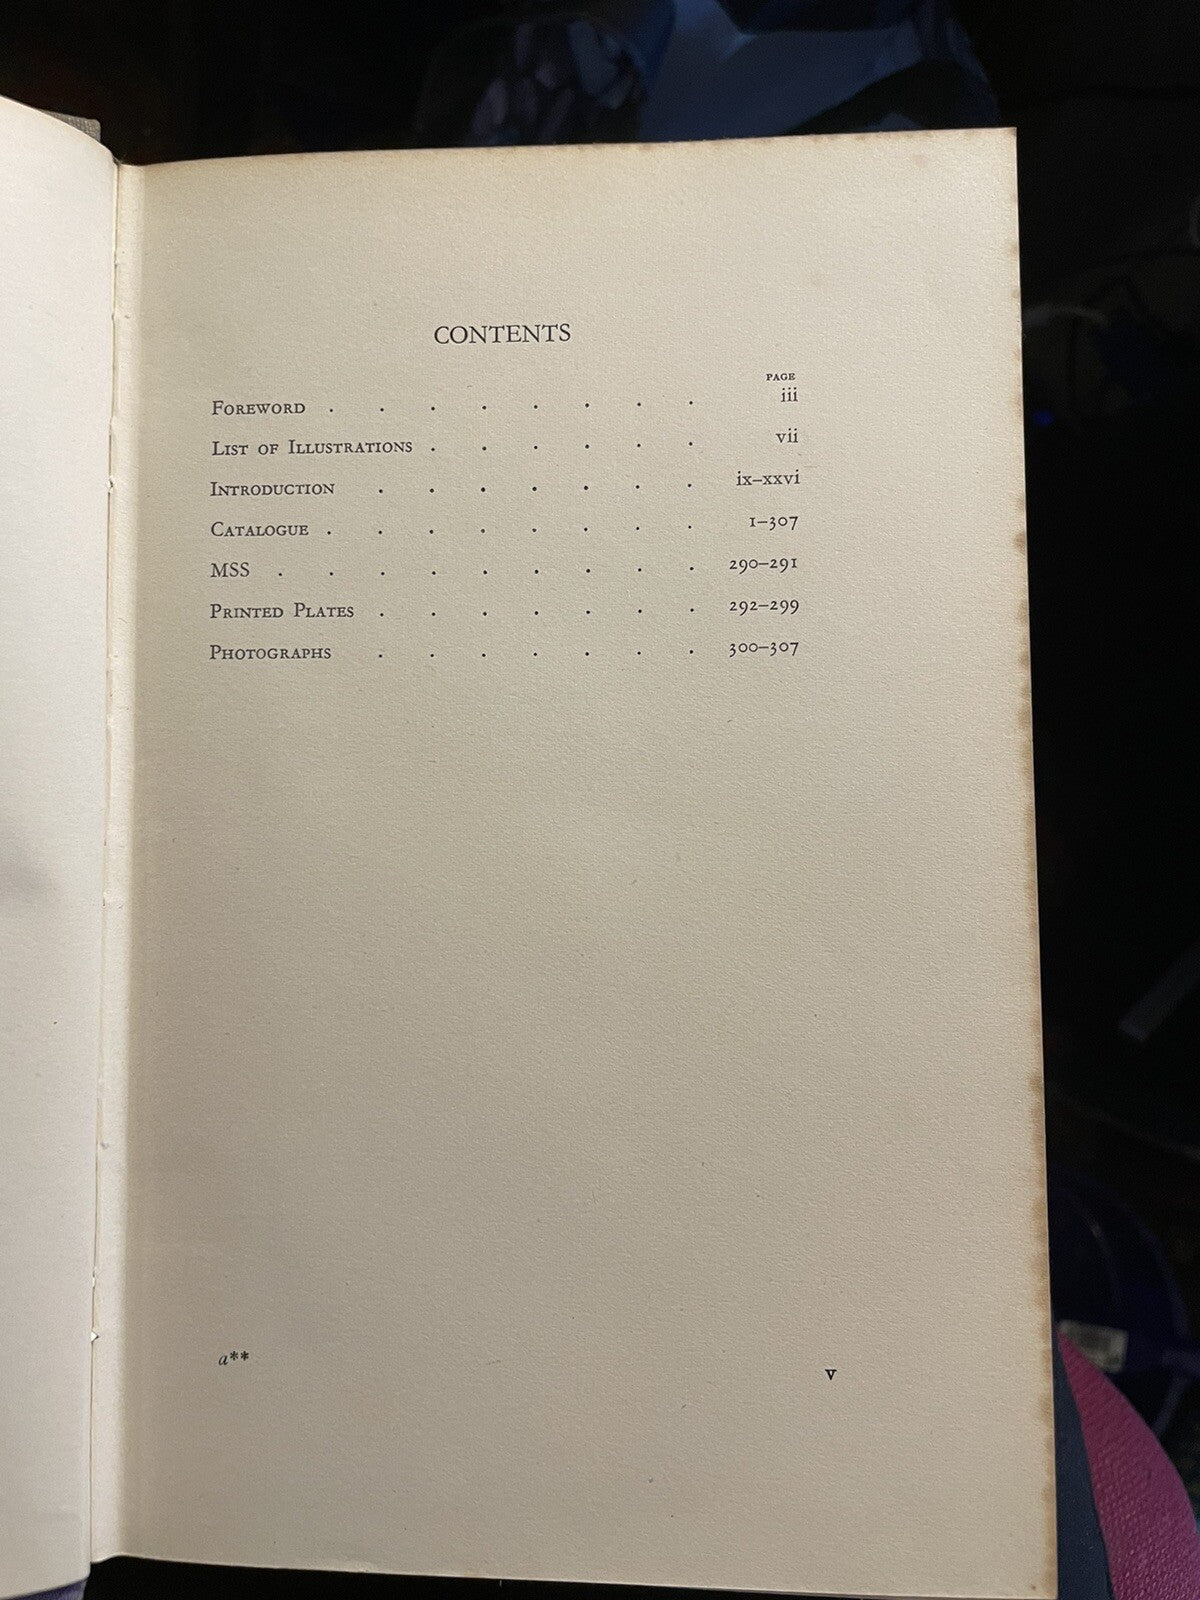 CONTENTS
PAGE
Foreword . . . . . . . . iii
List of Illustrations . . . . . . vii
Introduction . . . . . . . ix–xxvi
Catalogue . . . . . . . . 1–307
MSS . . . . . . . . . 290–291
Printed Plates . . . . . . . 292–299
Photographs . . . . . . . 300–307
a** v